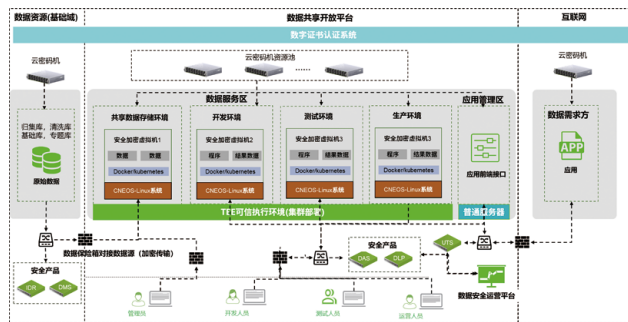 数据资源(基础域)
数据共享开放平台
互联网
数字证书认证系统
云密码机
云密码机资源池
云密码机
数据服务区
应用管理区
共享数据存储环境
开发环境
测试环境
生产环境
数据需求方
归集库，清洗库
基础库，专题库
安全加密虚拟机1
安全加密虚拟机2
安全加密虚拟机3
安全加密虚拟机3
数据
数据
程序
结果数据
程序
结果数据
程序
结果数据
APP
Docker/kubernetes
Docker/kubernetes
Docker/kubernetes
Docker/kubernetes
原始数据
应用前端接口
应用
CNEOS-Linux系统
CNEOS-Linux系统
CNEOS-Linux系统
CNEOS-Linux系统
TEE可信执行环境(集群部署)
普通服务器
安全产品
UTS
数据保险箱对接数据源（加密传输）
DAS
DLP
安全产品
ICR
DMS
数据安全运营平台
管理员
开发人员
测试人员
运营人员